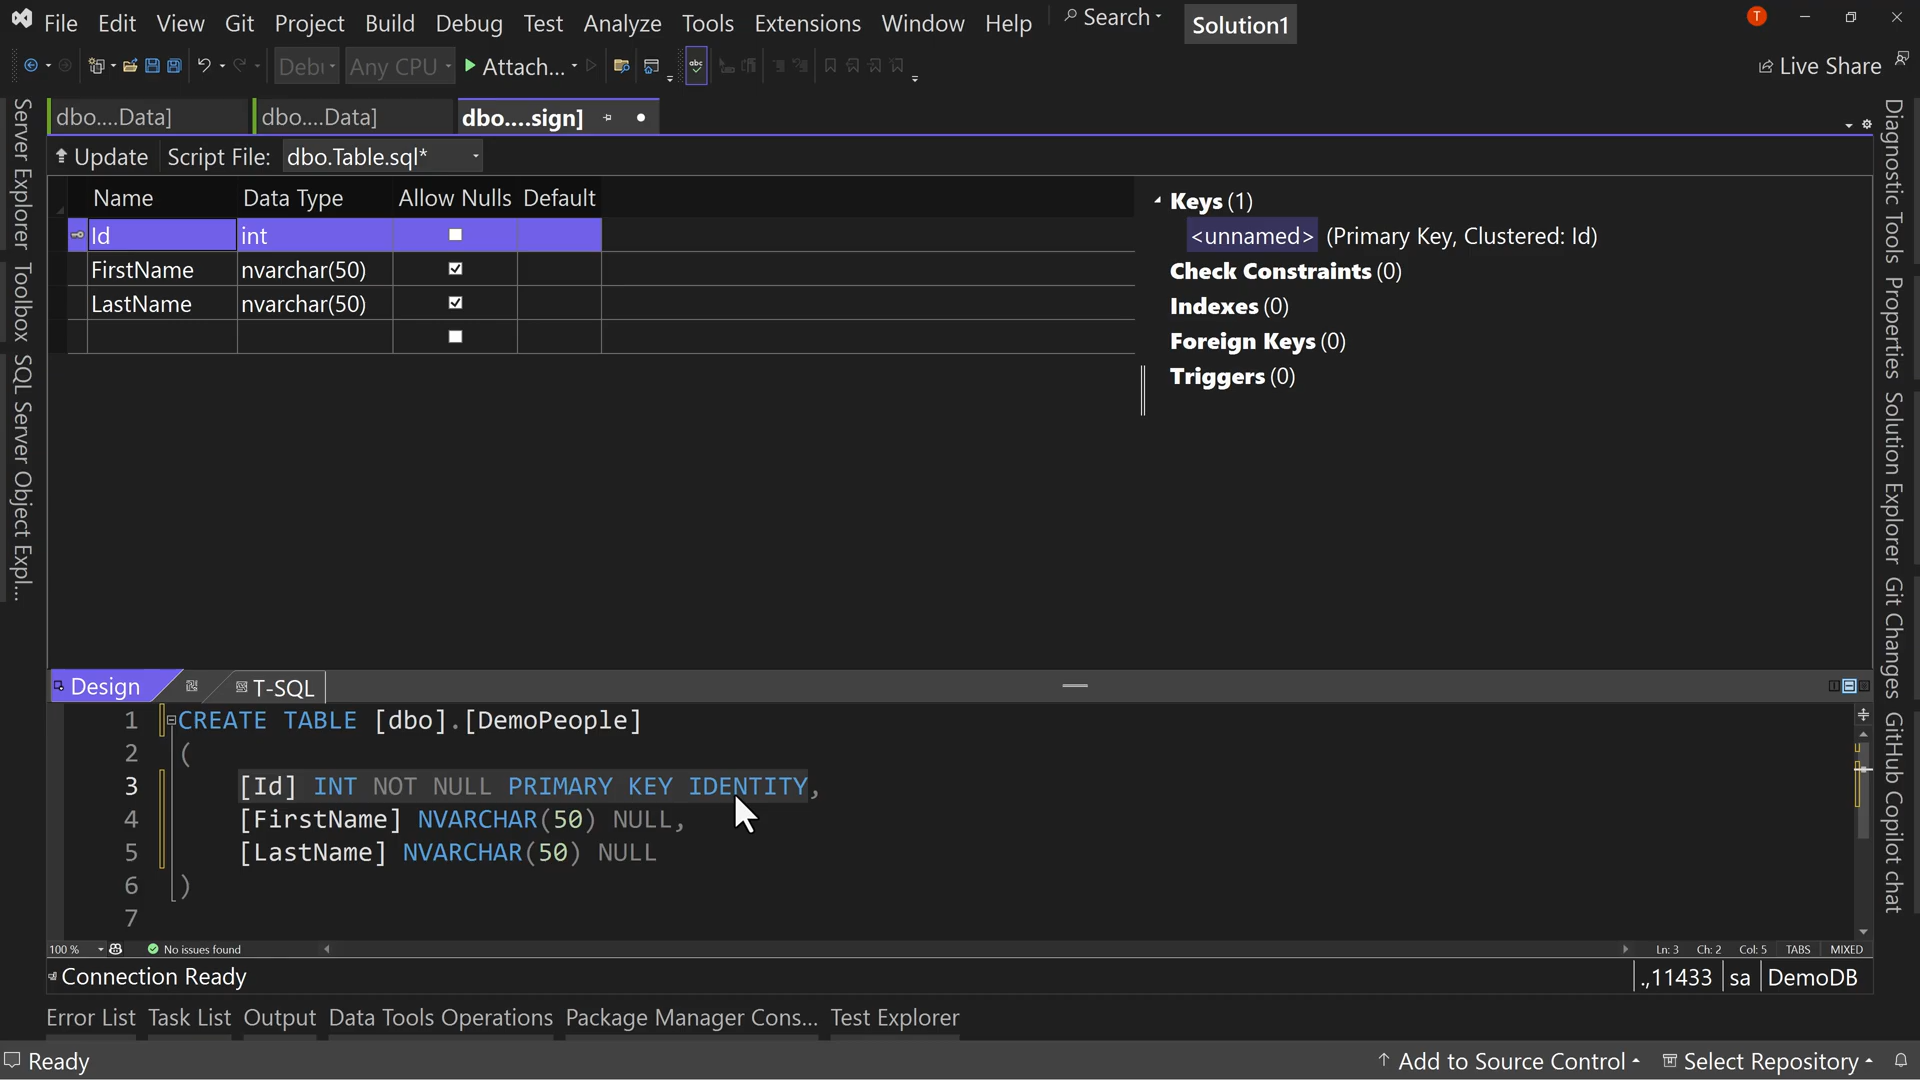 File Edit View Git Project Build Debug Test Analyze Tools Extensions Window Help Search Solution1 T
Debu Any CPU Attach... abc Live Share
dbo....Data] dbo....Data] dbo....sign]
Update Script File: dbo.Table.sql*
Name Data Type Allow Nulls Default
Id int
FirstName nvarchar(50)
LastName nvarchar(50)
Keys (1)
<unnamed> (Primary Key, Clustered: Id)
Check Constraints (0)
Indexes (0)
Foreign Keys (0)
Triggers (0)
Server Explorer
Toolbox
SQL Server Object Expl...
Diagnostic Tools
Properties
Solution Explorer
Git Changes
GitHub Copilot chat
Design T-SQL
1 CREATE TABLE [dbo].[DemoPeople]
2 (
3 [Id] INT NOT NULL PRIMARY KEY IDENTITY,
4 [FirstName] NVARCHAR(50) NULL,
5 [LastName] NVARCHAR(50) NULL
6 )
7
100 % No issues found Ln: 3 Ch: 2 Col: 5 TABS MIXED
Connection Ready .,11433 sa DemoDB
Error List Task List Output Data Tools Operations Package Manager Cons... Test Explorer
Ready Add to Source Control Select Repository